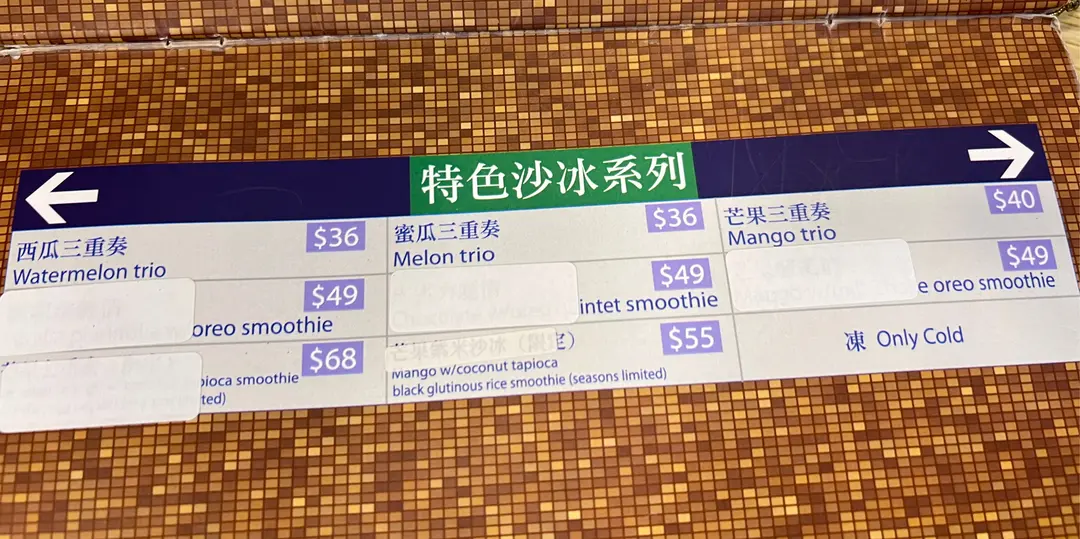 特色沙冰系列
西瓜三重奏 $36
Watermelon trio
蜜瓜三重奏 $36
Melon trio
芒果三重奏 $40
Mango trio
$49
oreo smoothie
$49
intet smoothie
$49
e oreo smoothie
$68
pioca smoothie
ted)
芒果紫米沙冰（限定） $55
Mango w/coconut tapioca
black glutinous rice smoothie (seasons limited)
凍 Only Cold